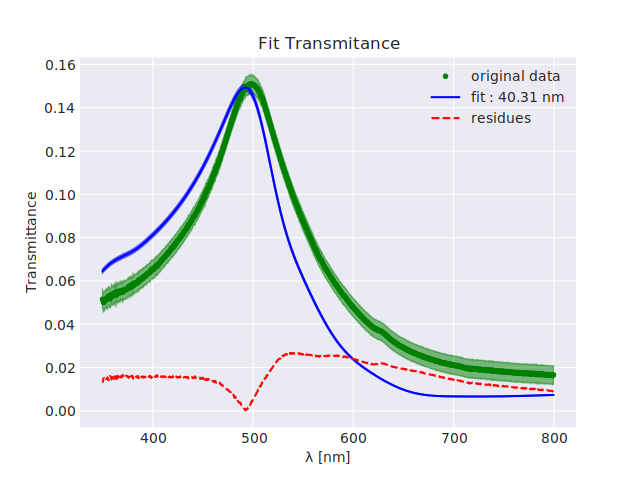 Fit Transmitance
original data
fit : 40.31 nm
residues
Transmittance
0.16
0.14
0.12
0.10
0.08
0.06
0.04
0.02
0.00
400 500 600 700 800
λ [nm]